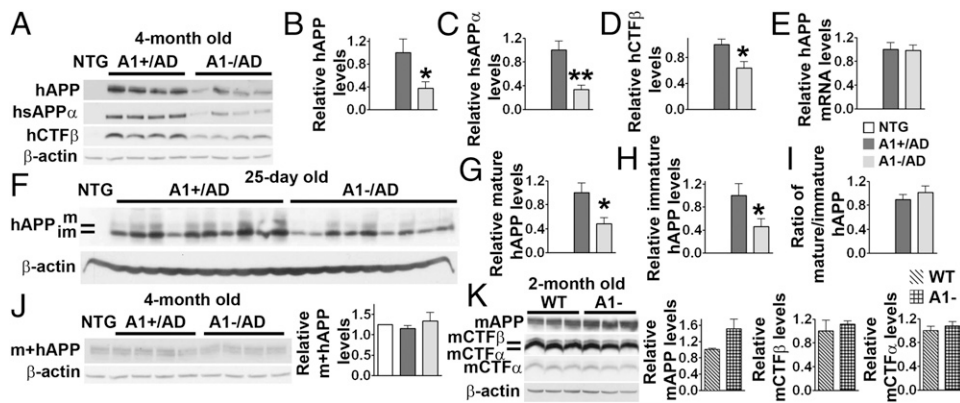 A
4-month old
NTG A1+/AD A1-/AD
hAPP
hsAPPα
hCTFβ
β-actin
B
Relative hAPP
levels
1.2
0.8
0.4
0.0
*
C
Relative hsAPPα
levels
1.2
0.8
0.4
0.0
**
D
Relative hCTFβ
levels
1.2
0.8
0.4
0.0
*
E
Relative hAPP
mRNA levels
1.2
0.8
0.4
0.0
NTG
A1+/AD
A1-/AD
F
25-day old
NTG A1+/AD A1-/AD
hAPP m
im
β-actin
G
Relative mature
hAPP levels
1.2
0.8
0.4
0.0
*
H
Relative immature
hAPP levels
1.2
0.8
0.4
0.0
*
I
Ratio of
mature/immature
hAPP
1.2
0.8
0.4
0.0
J
4-month old
NTG A1+/AD A1-/AD
m+hAPP
β-actin
Relative
m+hAPP
levels
1.5
1.0
0.5
0.0
K
2-month old
WT A1-
mAPP
mCTFβ
mCTFα
mCTFα
β-actin
Relative
mAPP levels
1.6
1.2
0.8
0.4
0.0
Relative
mCTFβ levels
1.2
0.8
0.4
0.0
Relative
mCTFα levels
1.2
0.8
0.4
0.0
WT
A1-